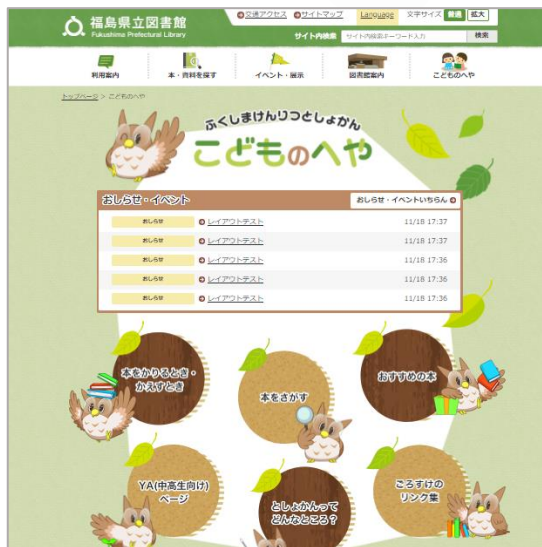 福島県立図書館
Fukushima Prefectural Library
交通アクセス サイトマップ Language 文字サイズ 普通 拡大
サイト内検索 サイト内検索キーワード入力 検索
利用案内 本・資料を探す イベント・展示 図書館案内 こどものへや
トップページ > こどものへや
ふくしまけんりつとしょかん
こどものへや
おしらせ・イベント おしらせ・イベントいちらん
おしらせ レイアウトテスト 11/18 17:37
おしらせ レイアウトテスト 11/18 17:37
おしらせ レイアウトテスト 11/18 17:36
おしらせ レイアウトテスト 11/18 17:36
おしらせ レイアウトテスト 11/18 17:36
本をかりるとき・
かえすとき
本をさがす
おすすめの本
YA(中高生向け)
ページ
としょかんって
どんなところ？
ごろすけの
リンク集